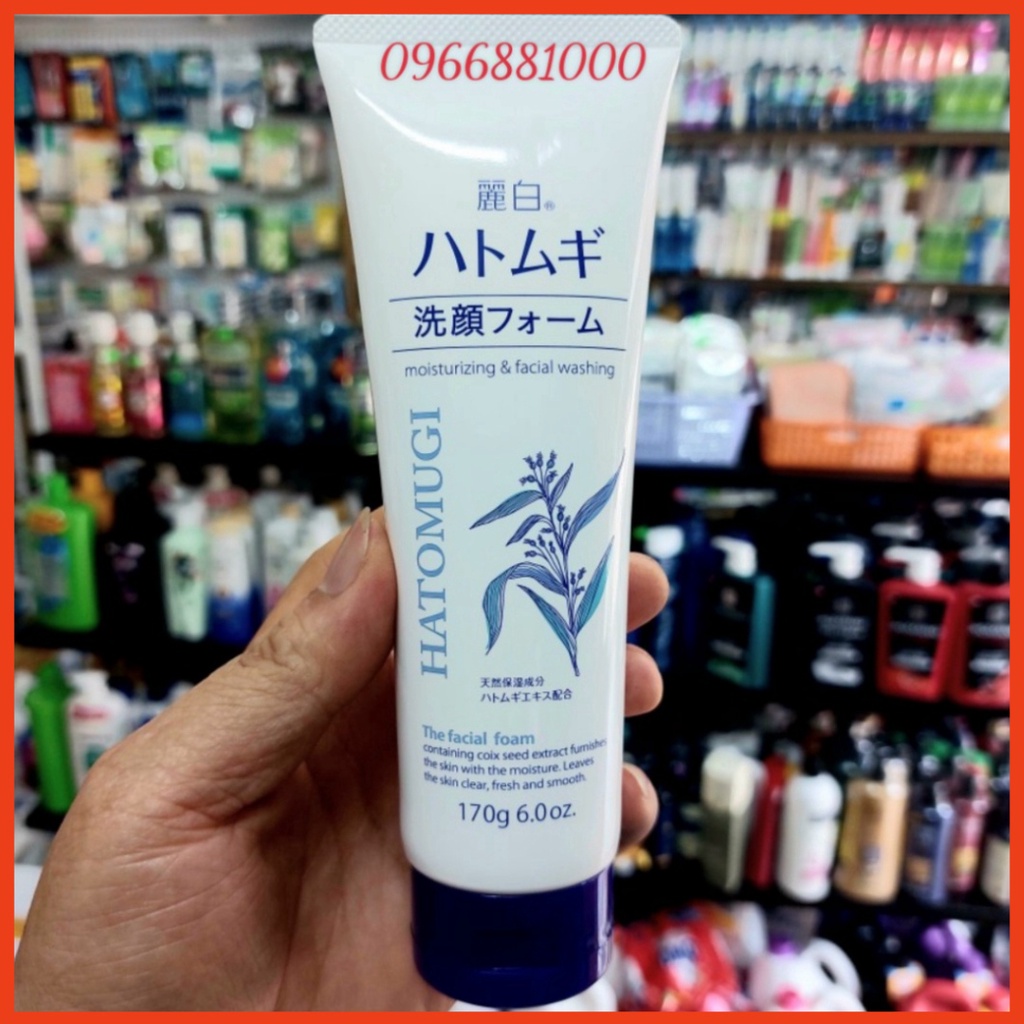 0966881000
麗白®
ハトムギ
洗顔フォーム
moisturizing & facial washing
HATOMUGI
天然保湿成分
ハトムギエキス配合
The facial foam
containing coix seed extract furnishes
the skin with the moisture. Leaves
the skin clear, fresh and smooth.
170g 6.0oz.